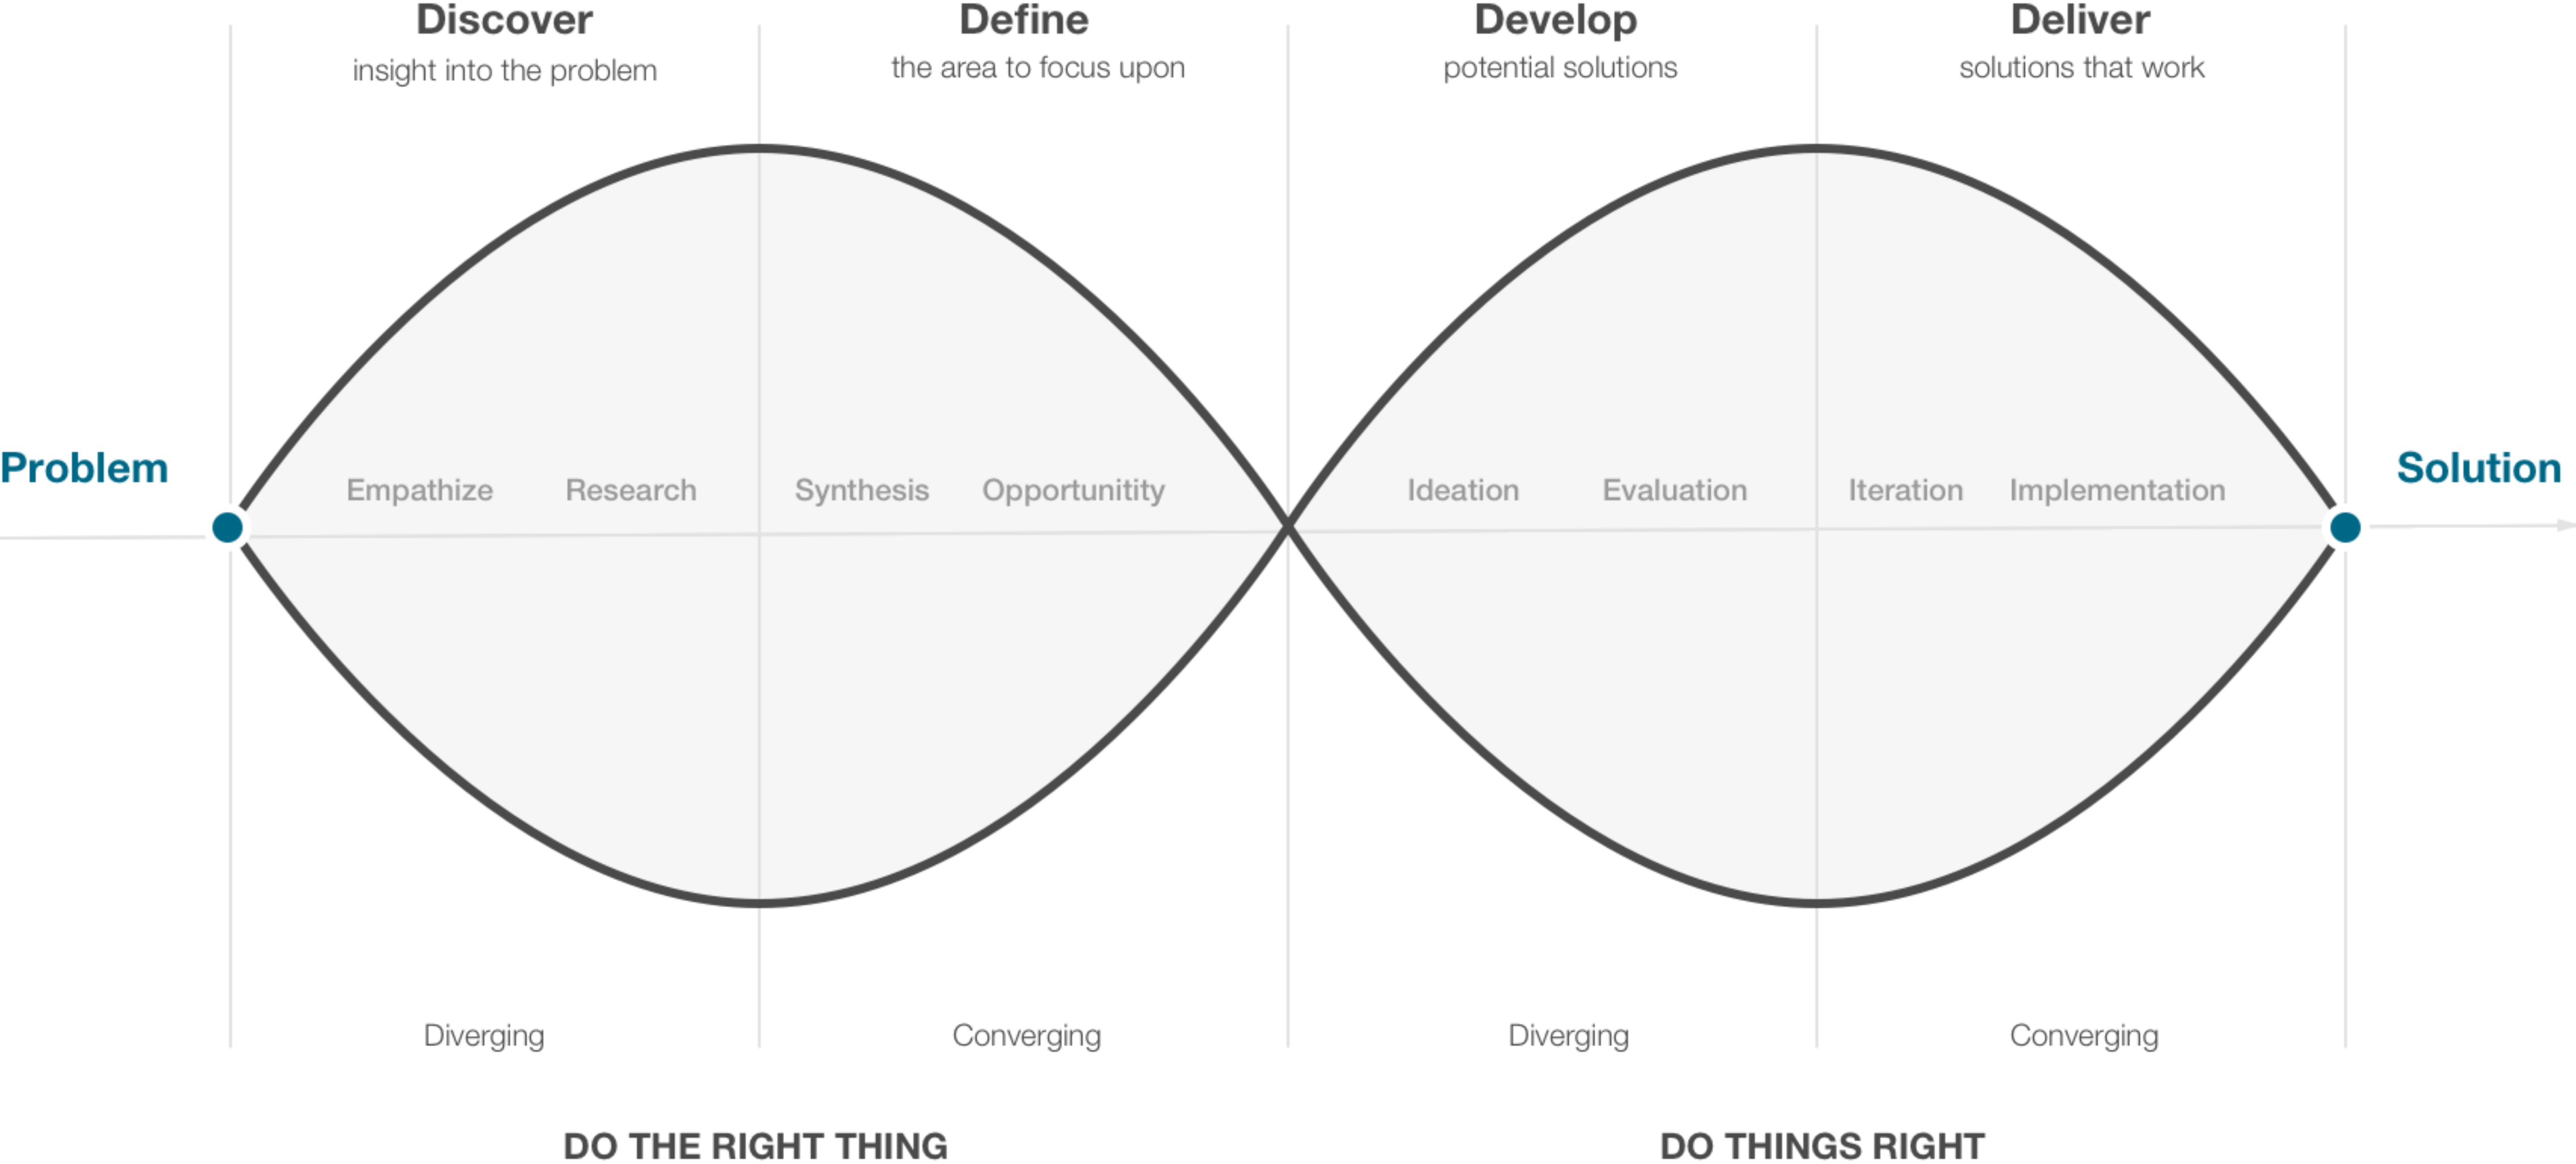 Discover
insight into the problem
Define
the area to focus upon
Develop
potential solutions
Deliver
solutions that work
Problem
Empathize
Research
Synthesis
Opportunitity
Ideation
Evaluation
Iteration
Implementation
Solution
Diverging
Converging
Diverging
Converging
DO THE RIGHT THING
DO THINGS RIGHT